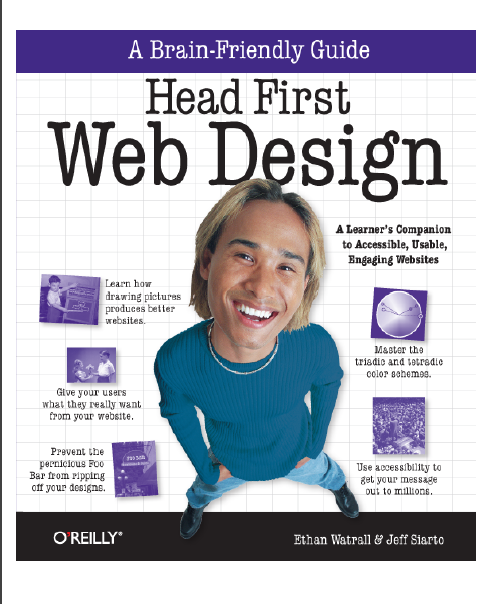 A Brain-Friendly Guide
Head First
Web Design
A Learner's Companion
to Accessible, Usable,
Engaging Websites
Learn how
drawing pictures
produces better
websites.
Master the
triadic and tetradic
color schemes.
Give your users
what they really want
from your website.
Prevent the
pernicious Foo
Bar from ripping
off your designs.
FOO BAR
Use accessibility to
get your message
out to millions.
O'REILLY®
Ethan Watrall & Jeff Siarto